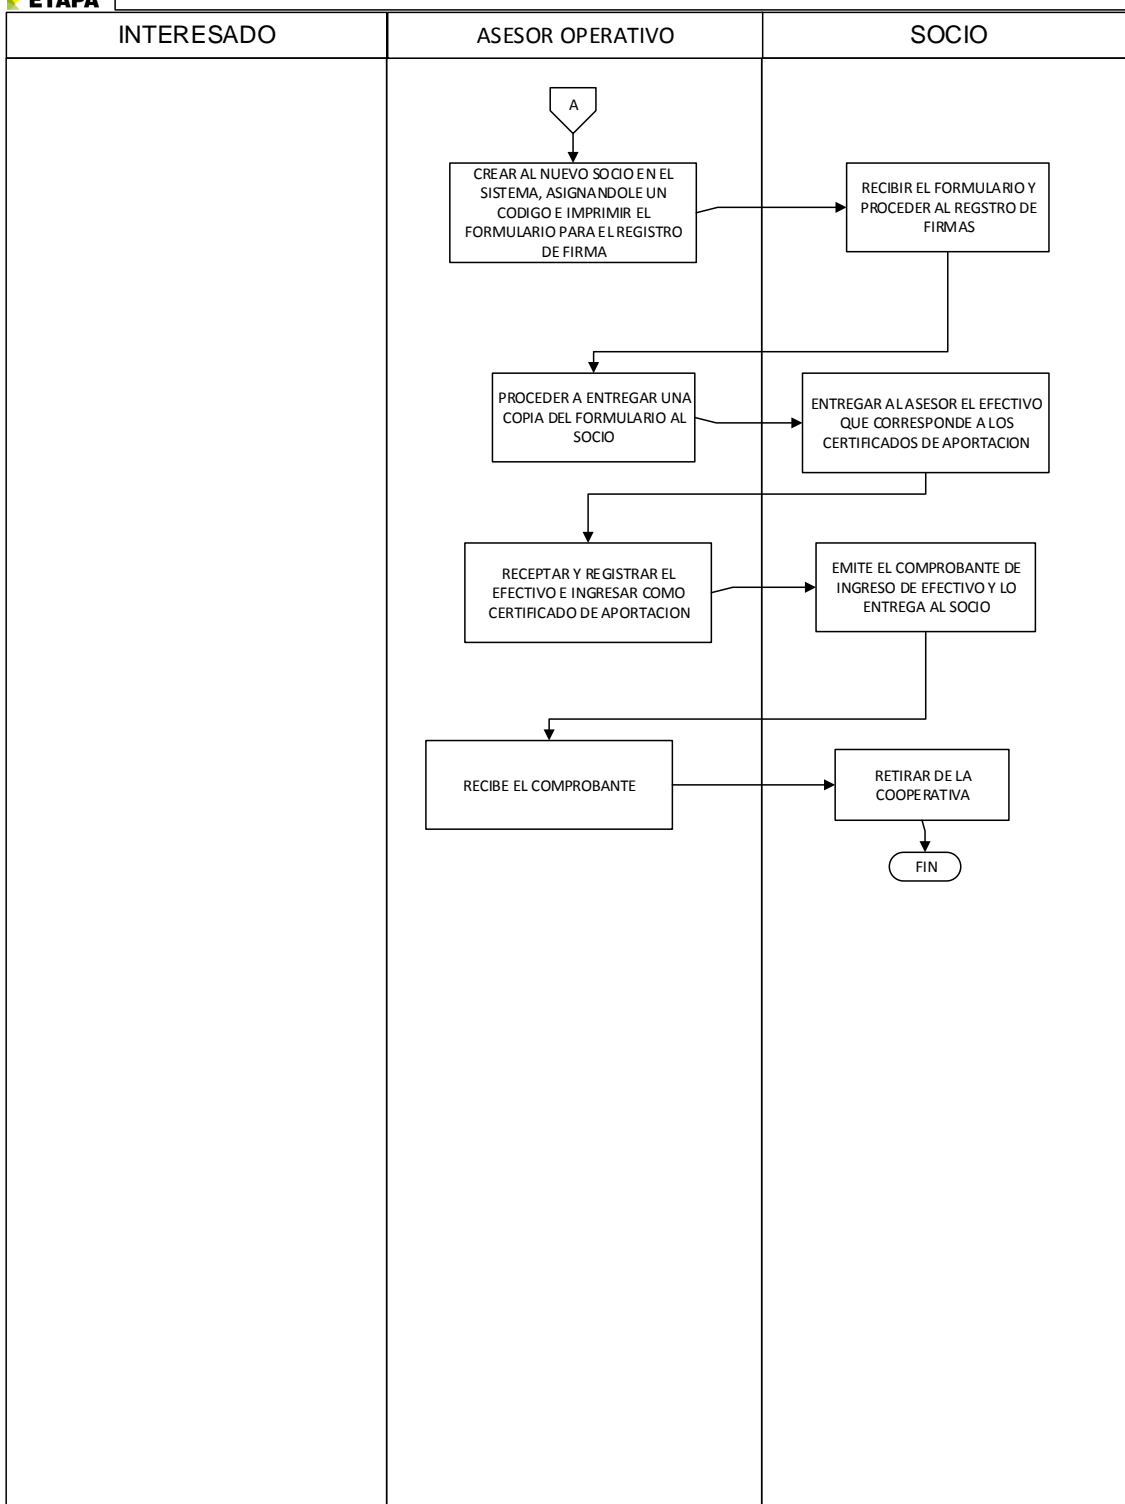 ETAPA
INTERESADO
ASESOR OPERATIVO
SOCIO
A
CREAR AL NUEVO SOCIO EN EL
SISTEMA, ASIGNANDOLE UN
CODIGO E IMPRIMIR EL
FORMULARIO PARA EL REGISTRO
DE FIRMA
RECIBIR EL FORMULARIO Y
PROCEDER AL REGSTRO DE
FIRMAS
PROCEDER A ENTREGAR UNA
COPIA DEL FORMULARIO AL
SOCIO
ENTREGAR AL ASESOR EL EFECTIVO
QUE CORRESPONDE A LOS
CERTIFICADOS DE APORTACION
RECEPTAR Y REGISTRAR EL
EFECTIVO E INGRESAR COMO
CERTIFICADO DE APORTACION
EMITE EL COMPROBANTE DE
INGRESO DE EFECTIVO Y LO
ENTREGA AL SOCIO
RECIBE EL COMPROBANTE
RETIRAR DE LA
COOPERATIVA
FIN